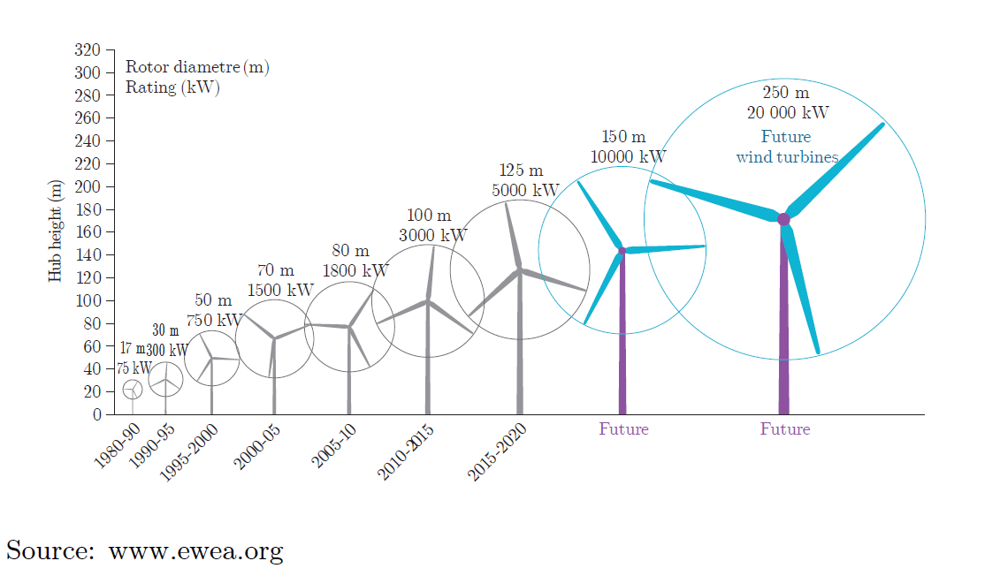 320
300
280
260
240
220
200
180
160
140
120
100
80
60
40
20
0
Hub height (m)
Rotor diametre (m)
Rating (kW)
17 m
75 kW
30 m
300 kW
50 m
750 kW
70 m
1500 kW
80 m
1800 kW
100 m
3000 kW
125 m
5000 kW
150 m
10000 kW
250 m
20 000 kW
Future
wind turbines
1980-90
1990-95
1995-2000
2000-05
2005-10
2010-2015
2015-2020
Future
Future
Source: www.ewea.org